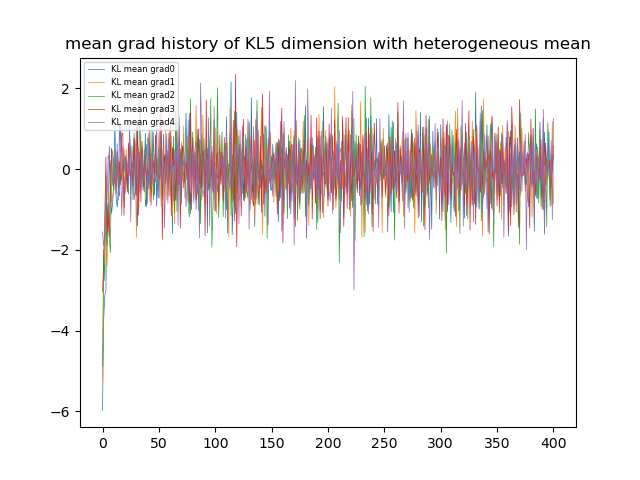 mean grad history of KL5 dimension with heterogeneous mean
KL mean grad0
KL mean grad1
KL mean grad2
KL mean grad3
KL mean grad4
2
0
−2
−4
−6
0 50 100 150 200 250 300 350 400